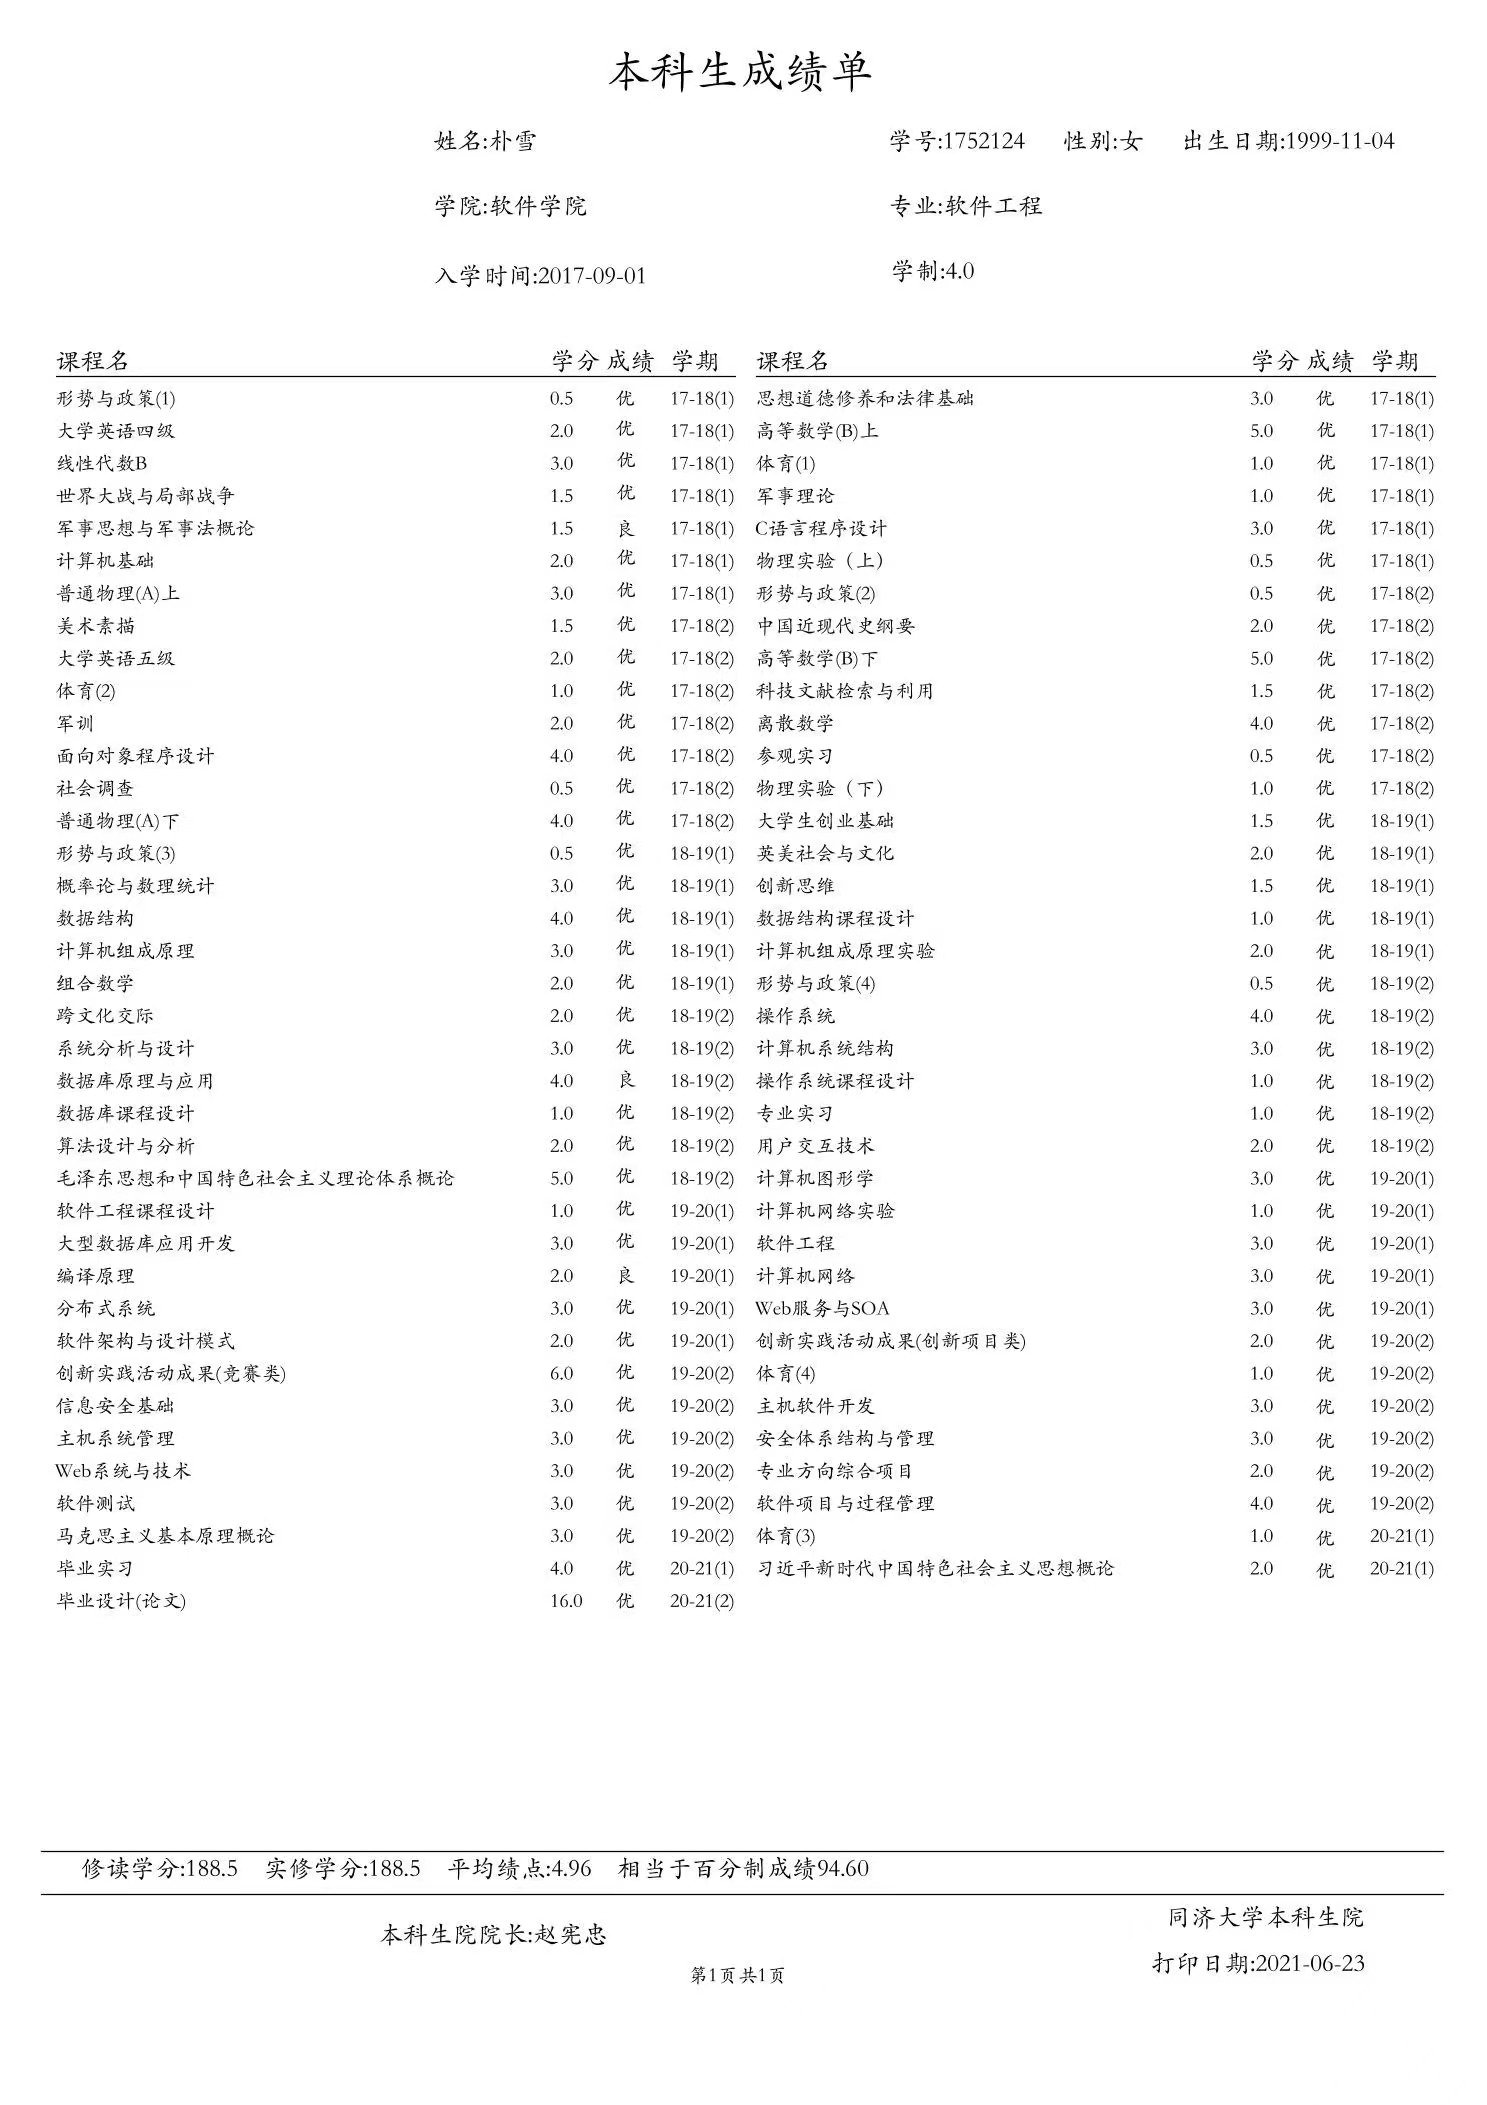 本科生成绩单
姓名:朴雪 学号:1752124 性别:女 出生日期:1999-11-04
学院:软件学院 专业:软件工程
入学时间:2017-09-01 学制:4.0
课程名 学分 成绩 学期 课程名 学分 成绩 学期
形势与政策(1) 0.5 优 17-18(1) 思想道德修养和法律基础 3.0 优 17-18(1)
大学英语四级 2.0 优 17-18(1) 高等数学(B)上 5.0 优 17-18(1)
线性代数B 3.0 优 17-18(1) 体育(1) 1.0 优 17-18(1)
世界大战与局部战争 1.5 优 17-18(1) 军事理论 1.0 优 17-18(1)
军事思想与军事法概论 1.5 良 17-18(1) C语言程序设计 3.0 优 17-18(1)
计算机基础 2.0 优 17-18(1) 物理实验（上） 0.5 优 17-18(1)
普通物理(A)上 3.0 优 17-18(1) 形势与政策(2) 0.5 优 17-18(2)
美术素描 1.5 优 17-18(2) 中国近现代史纲要 2.0 优 17-18(2)
大学英语五级 2.0 优 17-18(2) 高等数学(B)下 5.0 优 17-18(2)
体育(2) 1.0 优 17-18(2) 科技文献检索与利用 1.5 优 17-18(2)
军训 2.0 优 17-18(2) 离散数学 4.0 优 17-18(2)
面向对象程序设计 4.0 优 17-18(2) 参观实习 0.5 优 17-18(2)
社会调查 0.5 优 17-18(2) 物理实验（下） 1.0 优 17-18(2)
普通物理(A)下 4.0 优 17-18(2) 大学生创业基础 1.5 优 18-19(1)
形势与政策(3) 0.5 优 18-19(1) 英美社会与文化 2.0 优 18-19(1)
概率论与数理统计 3.0 优 18-19(1) 创新思维 1.5 优 18-19(1)
数据结构 4.0 优 18-19(1) 数据结构课程设计 1.0 优 18-19(1)
计算机组成原理 3.0 优 18-19(1) 计算机组成原理实验 2.0 优 18-19(1)
组合数学 2.0 优 18-19(1) 形势与政策(4) 0.5 优 18-19(2)
跨文化交际 2.0 优 18-19(2) 操作系统 4.0 优 18-19(2)
系统分析与设计 3.0 优 18-19(2) 计算机系统结构 3.0 优 18-19(2)
数据库原理与应用 4.0 良 18-19(2) 操作系统课程设计 1.0 优 18-19(2)
数据库课程设计 1.0 优 18-19(2) 专业实习 1.0 优 18-19(2)
算法设计与分析 2.0 优 18-19(2) 用户交互技术 2.0 优 18-19(2)
毛泽东思想和中国特色社会主义理论体系概论 5.0 优 18-19(2) 计算机图形学 3.0 优 19-20(1)
软件工程课程设计 1.0 优 19-20(1) 计算机网络实验 1.0 优 19-20(1)
大型数据库应用开发 3.0 优 19-20(1) 软件工程 3.0 优 19-20(1)
编译原理 2.0 良 19-20(1) 计算机网络 3.0 优 19-20(1)
分布式系统 3.0 优 19-20(1) Web服务与SOA 3.0 优 19-20(1)
软件架构与设计模式 2.0 优 19-20(1) 创新实践活动成果(创新项目类) 2.0 优 19-20(2)
创新实践活动成果(竞赛类) 6.0 优 19-20(2) 体育(4) 1.0 优 19-20(2)
信息安全基础 3.0 优 19-20(2) 主机软件开发 3.0 优 19-20(2)
主机系统管理 3.0 优 19-20(2) 安全体系结构与管理 3.0 优 19-20(2)
Web系统与技术 3.0 优 19-20(2) 专业方向综合项目 2.0 优 19-20(2)
软件测试 3.0 优 19-20(2) 软件项目与过程管理 4.0 优 19-20(2)
马克思主义基本原理概论 3.0 优 19-20(2) 体育(3) 1.0 优 20-21(1)
毕业实习 4.0 优 20-21(1) 习近平新时代中国特色社会主义思想概论 2.0 优 20-21(1)
毕业设计(论文) 16.0 优 20-21(2)
修读学分:188.5 实修学分:188.5 平均绩点:4.96 相当于百分制成绩94.60
同济大学本科生院
本科生院院长:赵宪忠
打印日期:2021-06-23
第1页共1页